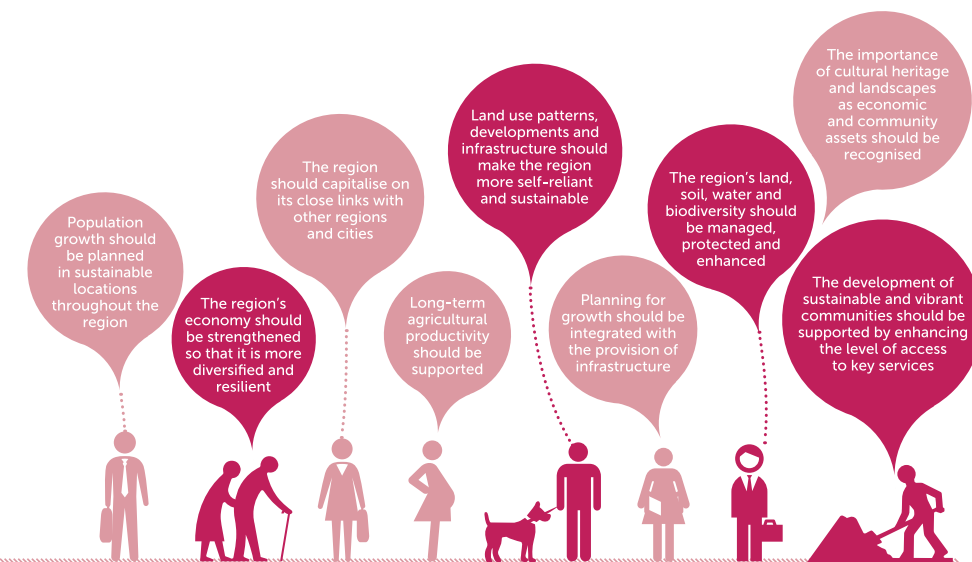 Population
growth should
be planned
in sustainable
locations
throughout the
region
The region's
economy should
be strengthened
so that it is more
diversified and
resilient
The region
should capitalise on
its close links with
other regions
and cities
Long-term
agricultural
productivity
should be
supported
Land use patterns,
developments and
infrastructure should
make the region
more self-reliant
and sustainable
Planning for
growth should be
integrated with
the provision of
infrastructure
The region's land,
soil, water and
biodiversity should
be managed,
protected and
enhanced
The importance
of cultural heritage
and landscapes
as economic
and community
assets should be
recognised
The development of
sustainable and vibrant
communities should be
supported by enhancing
the level of access
to key services